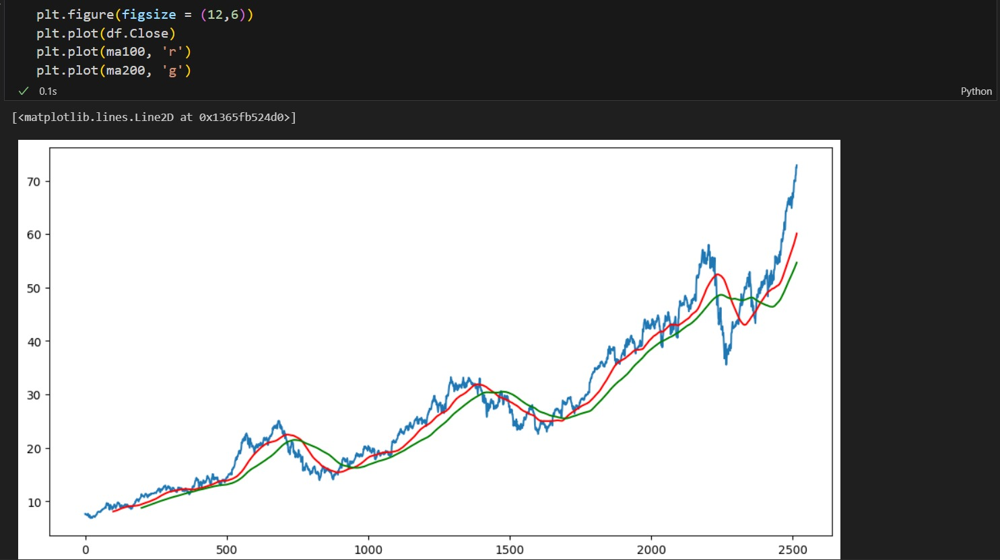 plt.figure(figsize = (12,6))
plt.plot(df.Close)
plt.plot(ma100, 'r')
plt.plot(ma200, 'g')
✓ 0.1s
Python
[<matplotlib.lines.Line2D at 0x1365fb524d0>]
70
60
50
40
30
20
10
0 500 1000 1500 2000 2500